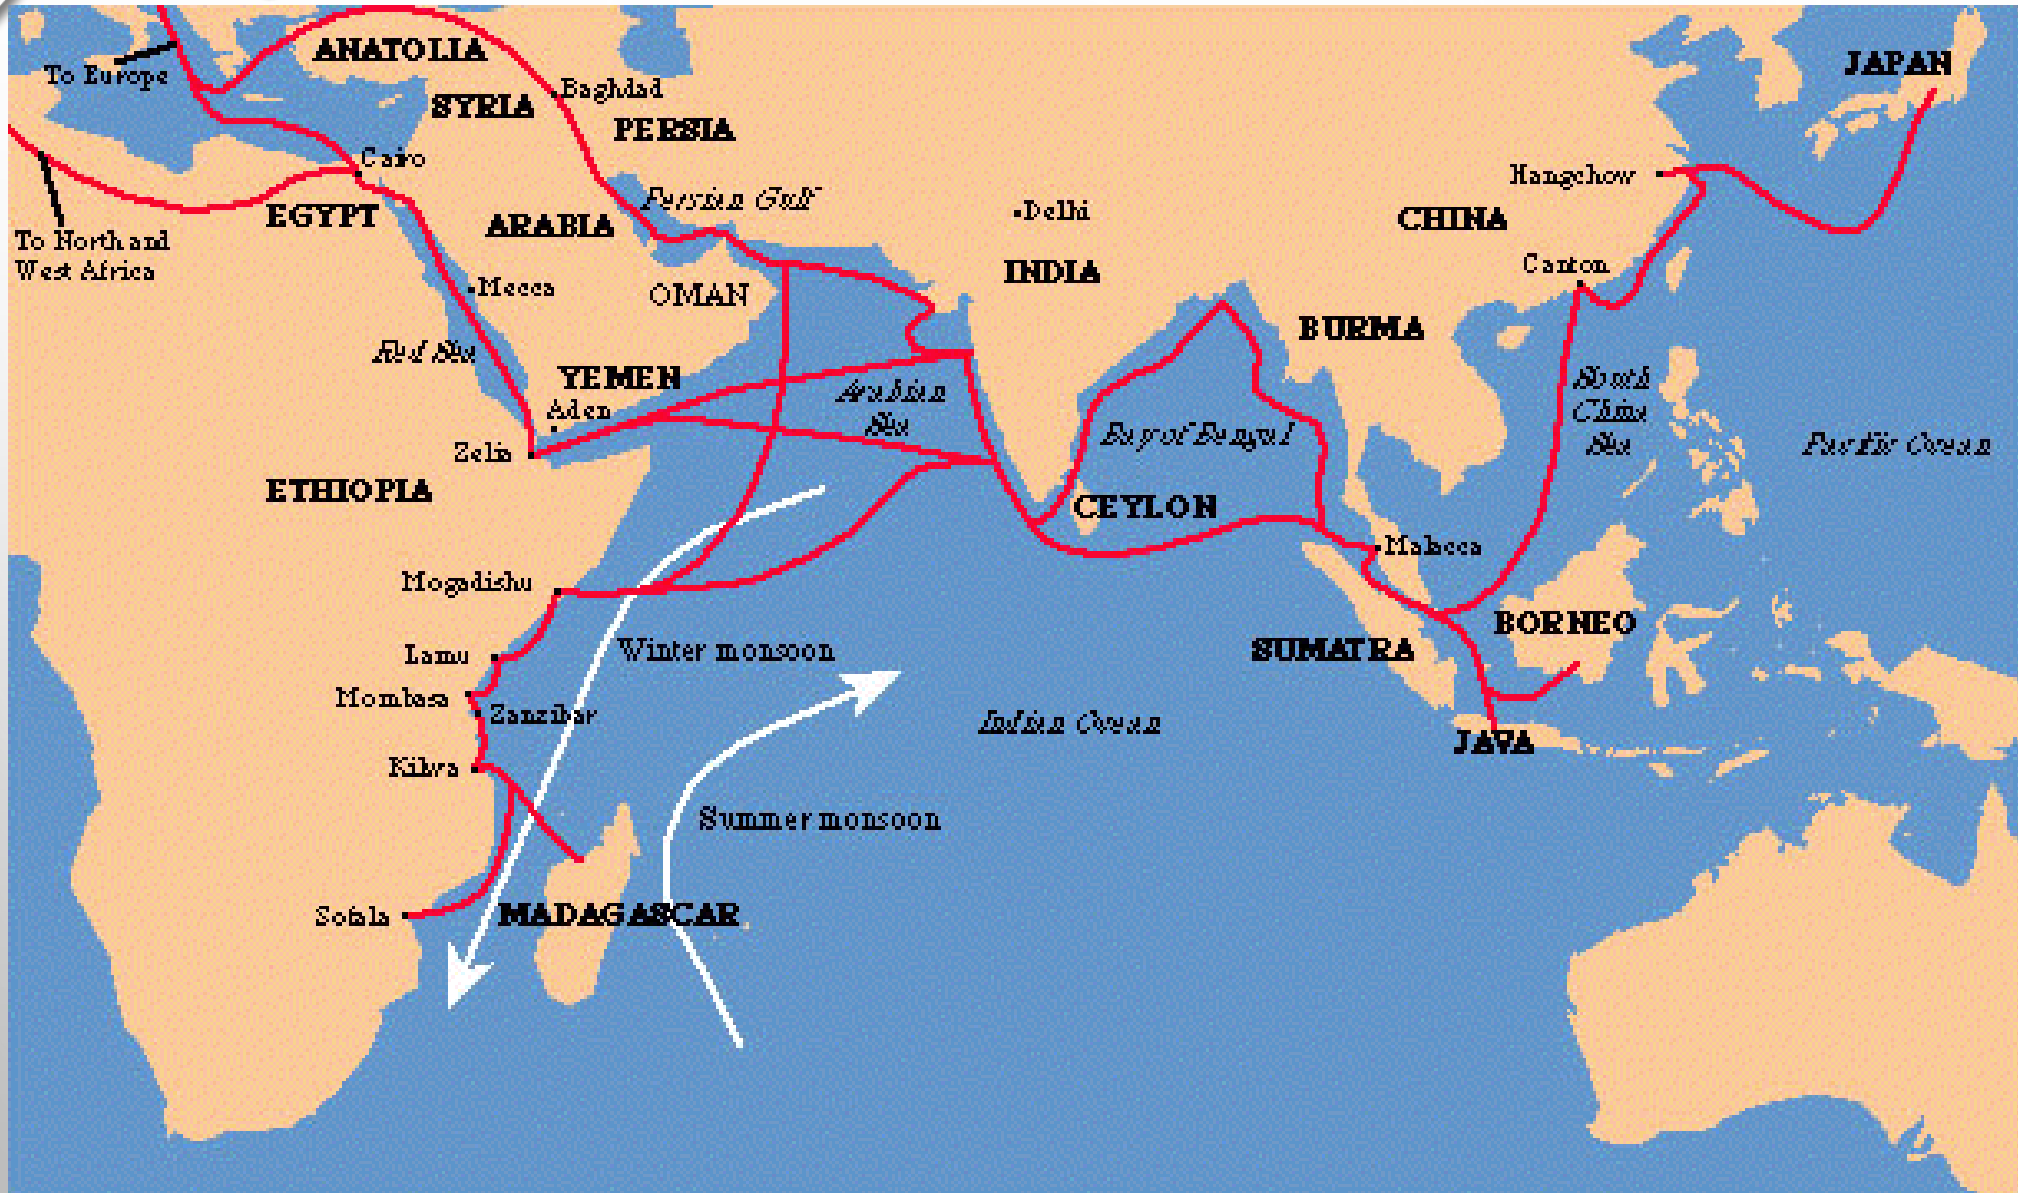 ANATOLIA
JAPAN
To Europe
Baghdad
SYRIA
PERSIA
Cairo
Hangchow
Persian Gulf
Delhi
EGYPT
ARABIA
CHINA
To North and
West Africa
INDIA
Canton
Mecca
OMAN
BURMA
Red Sea
YEMEN
South
China
Sea
Arabian
Sea
Aden
Bay of Bengal
Pacific Ocean
Zelia
ETHIOPIA
CEYLON
Malacca
Mogadishu
BORNEO
Winter monsoon
SUMATRA
Lamu
Mombasa
Zanzibar
Indian Ocean
JAVA
Kilwa
Summer monsoon
Sofala
MADAGASCAR